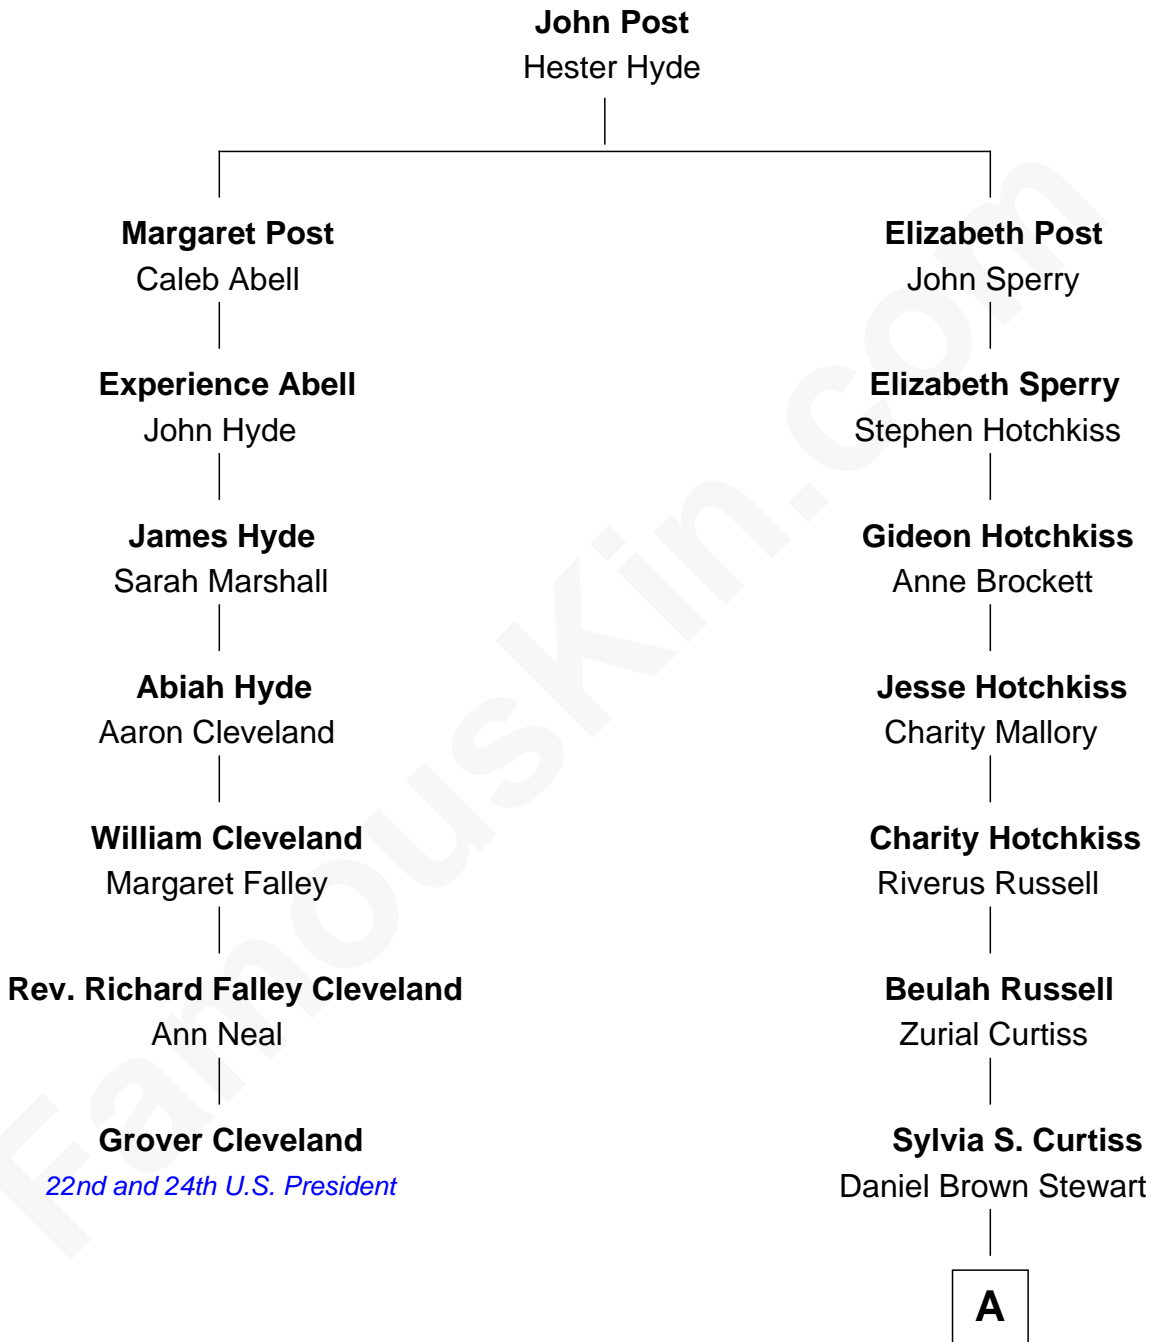 John Post
Hester Hyde
Margaret Post
Caleb Abell
Elizabeth Post
John Sperry
Experience Abell
John Hyde
Elizabeth Sperry
Stephen Hotchkiss
James Hyde
Sarah Marshall
Gideon Hotchkiss
Anne Brockett
Abiah Hyde
Aaron Cleveland
Jesse Hotchkiss
Charity Mallory
William Cleveland
Margaret Falley
Charity Hotchkiss
Riverus Russell
Rev. Richard Falley Cleveland
Ann Neal
Beulah Russell
Zurial Curtiss
Grover Cleveland
22nd and 24th U.S. President
Sylvia S. Curtiss
Daniel Brown Stewart
A
FamousKin.com